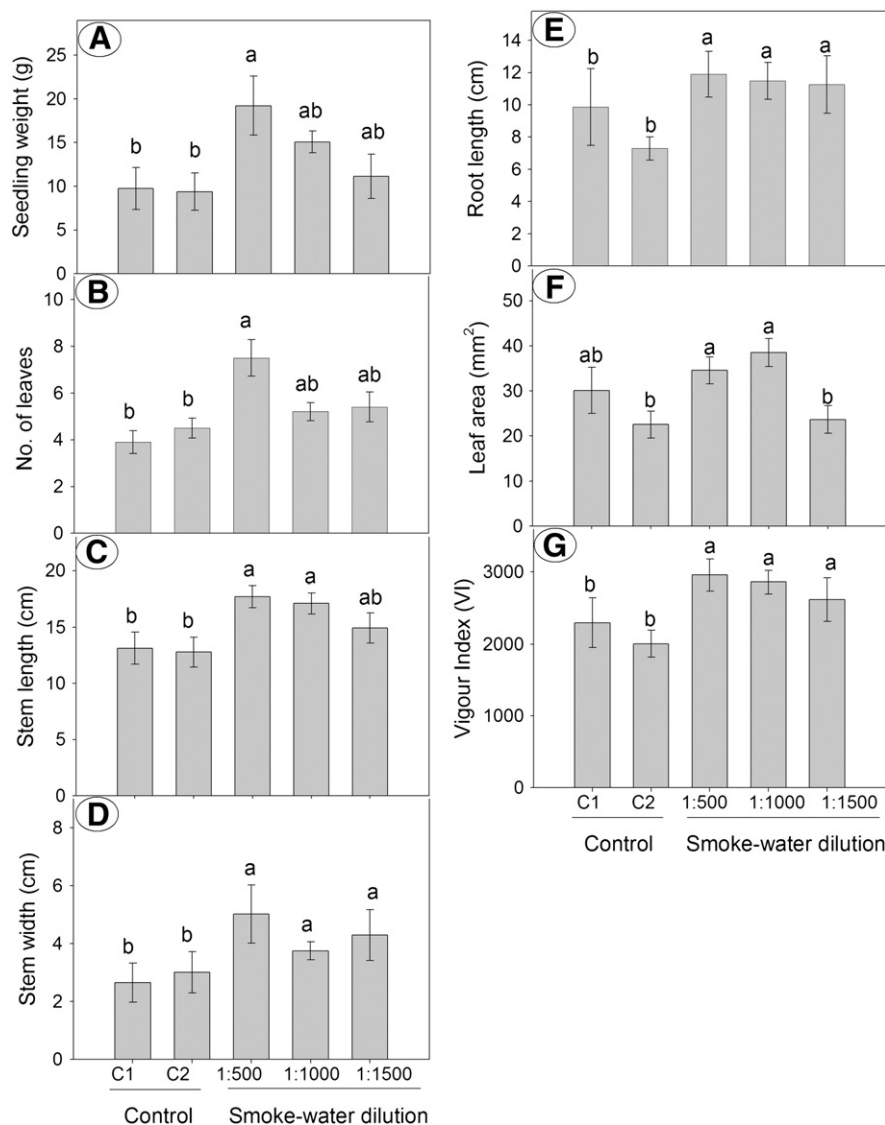 A
Seedling weight (g)
25
20
15
10
5
0
b
b
a
ab
ab
B
No. of leaves
10
8
6
4
2
0
b
b
a
ab
ab
C
Stem length (cm)
20
15
10
5
0
b
b
a
a
ab
D
Stem width (cm)
8
6
4
2
0
b
b
a
a
a
C1 C2 1:500 1:1000 1:1500
Control Smoke-water dilution
E
Root length (cm)
14
12
10
8
6
4
2
0
b
b
a
a
a
F
Leaf area (mm²)
50
40
30
20
10
0
ab
b
a
a
b
G
Vigour Index (VI)
3000
2000
1000
0
b
b
a
a
a
C1 C2 1:500 1:1000 1:1500
Control Smoke-water dilution